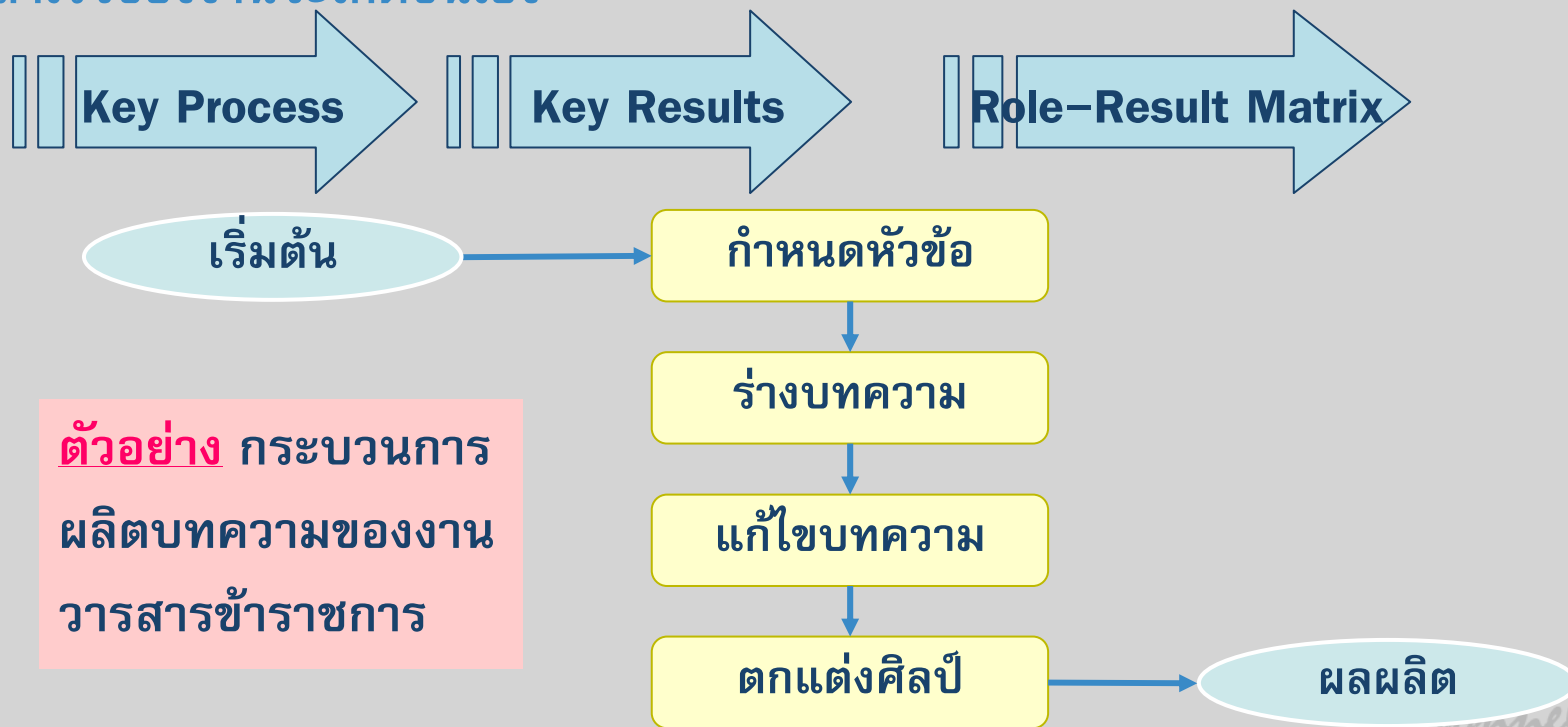 Key Process
Key Results
Role-Result Matrix
เริ่มต้น
กำหนดหัวข้อ
ร่างบทความ
ตัวอย่าง กระบวนการ
ผลิตบทความของงาน
วารสารข้าราชการ
แก้ไขบทความ
ตกแต่งศิลป์
ผลผลิต